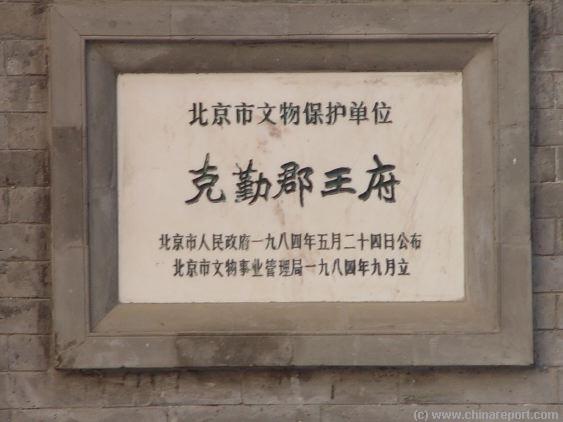 北京市文物保护单位
克勤郡王府
北京市人民政府一九八四年五月二十四日公布
北京市文物事业管理局一九八四年九月立
(c) www.chinareport.com